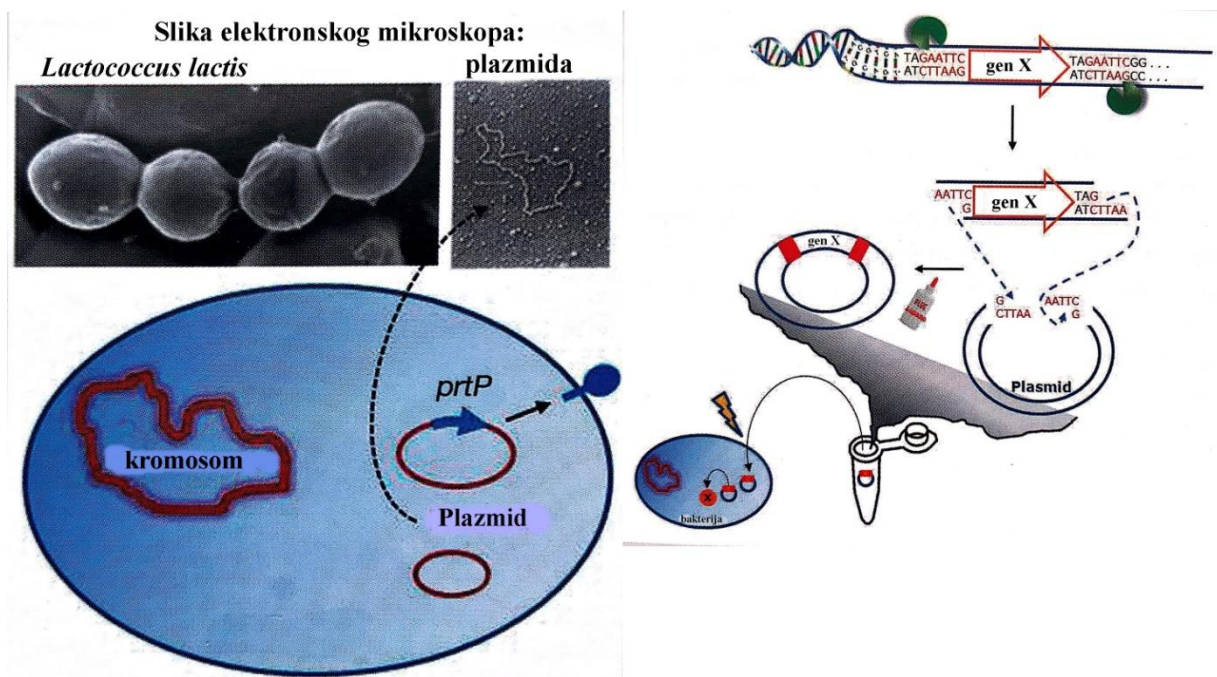 Slika elektronskog mikroskopa:
Lactococcus lactis
plazmida
prtP
kromosom
Plazmid
TAGAATTC
ATCTTAAG
gen X
TAGAATTCGG...
ATCTTAAGCC...
AATTC
G
gen X
TAG
ATCTTAA
gen X
G
CTTAA
AATTC
G
Plasmid
X
bakterija